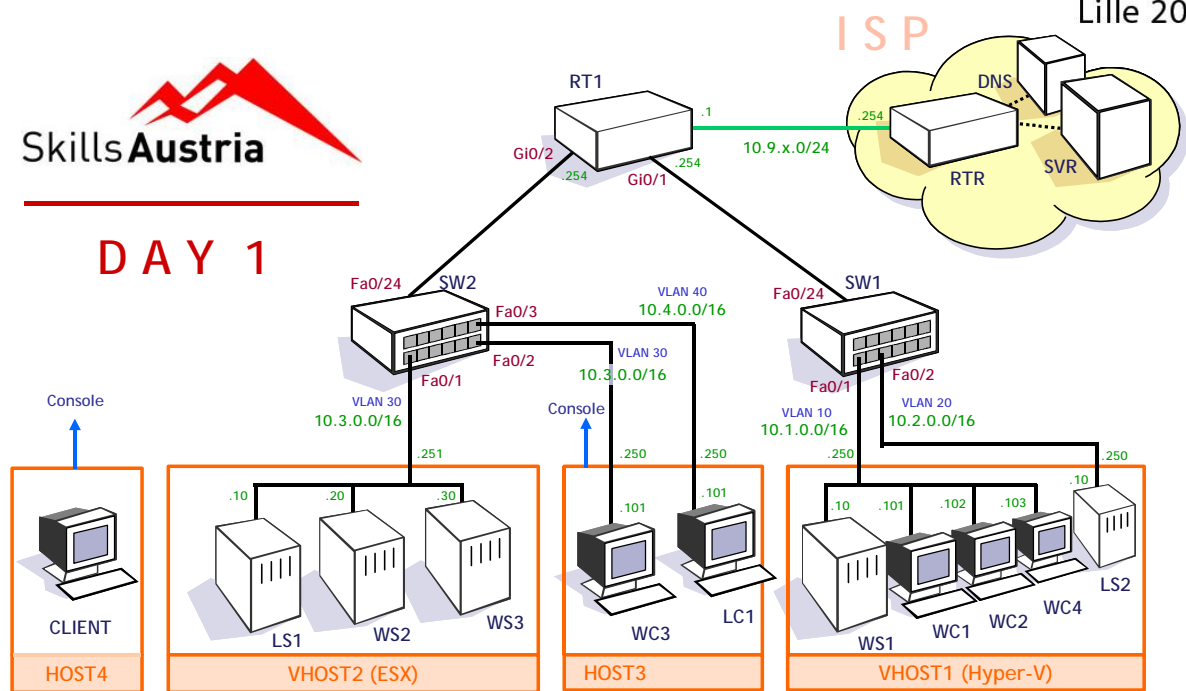 Lille 20
ISP
SkillsAustria
DAY 1
RT1
.1
.254
10.9.x.0/24
DNS
SVR
RTR
Gi0/2
.254
Gi0/1
.254
Fa0/24
SW2
Fa0/3
Fa0/2
Fa0/1
VLAN 40
10.4.0.0/16
VLAN 30
10.3.0.0/16
Fa0/24
SW1
Fa0/1
Fa0/2
VLAN 30
10.3.0.0/16
VLAN 10
10.1.0.0/16
VLAN 20
10.2.0.0/16
Console
Console
.251
.250
.250
.250
.250
CLIENT
HOST4
.10
.20
.30
LS1
WS2
WS3
VHOST2 (ESX)
.101
.101
WC3
LC1
HOST3
.10
.101
.102
.103
.10
WS1
WC1
WC2
WC4
LS2
VHOST1 (Hyper-V)